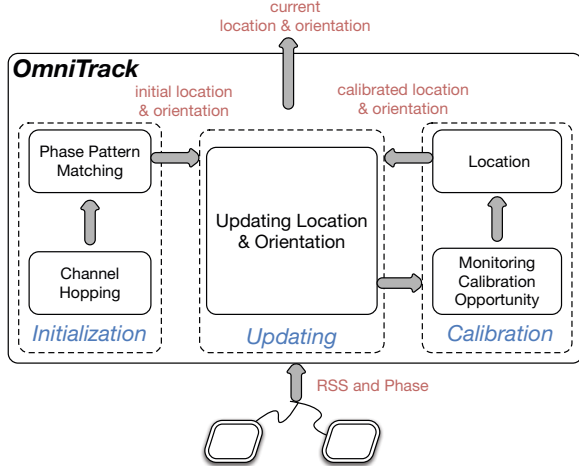 current
location & orientation
OmniTrack
initial location
& orientation
calibrated location
& orientation
Phase Pattern
Matching
Channel
Hopping
Initialization
Updating Location
& Orientation
Updating
Location
Monitoring
Calibration
Opportunity
Calibration
RSS and Phase